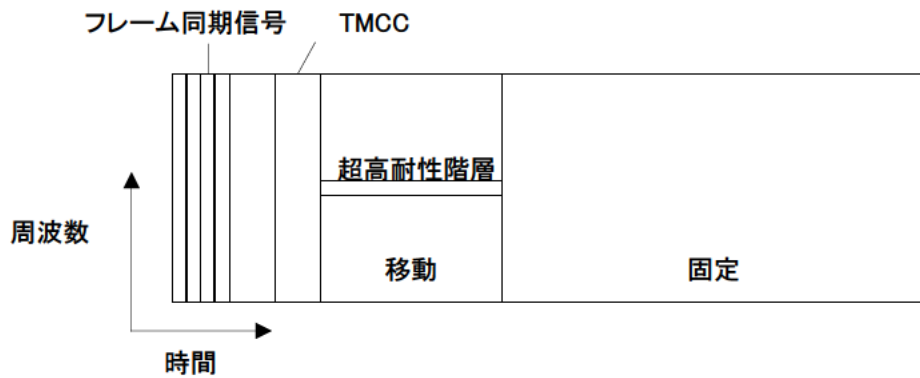 フレーム同期信号
TMCC
超高耐性階層
周波数
移動
固定
時間